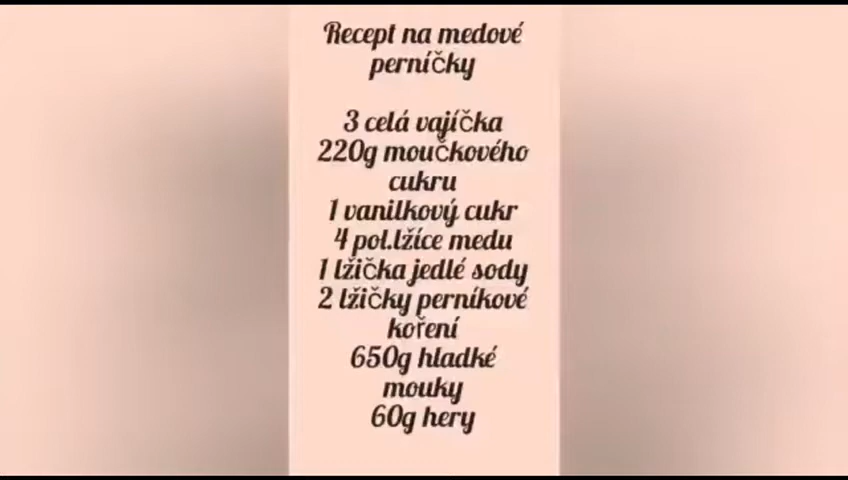 Recept na medové
perníčky
3 celá vajíčka
220g moučkového
cukru
1 vanilkový cukr
4 pol.lžíce medu
1 lžička jedlé sody
2 lžičky perníkové
koření
650g hladké
mouky
60g hery